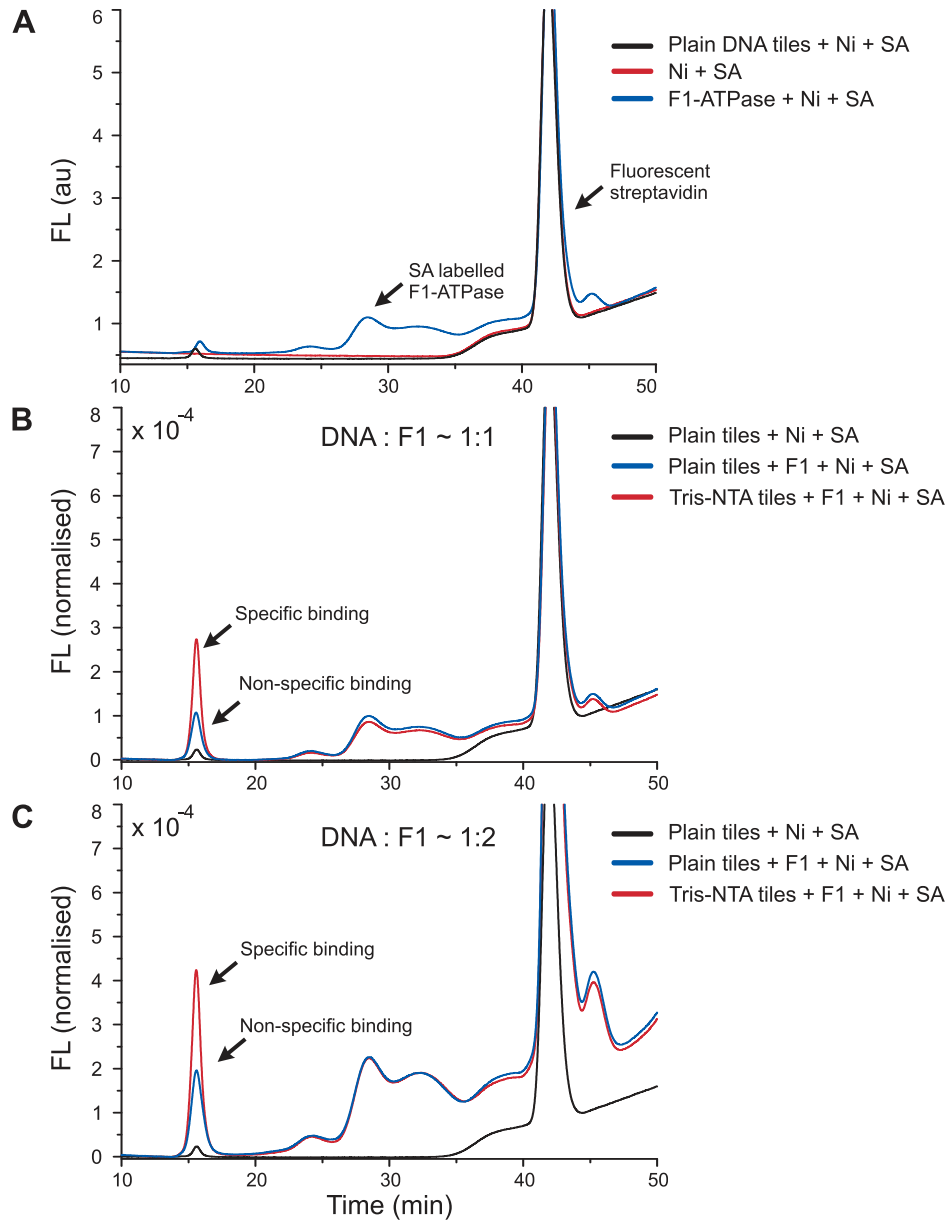 A
Plain DNA tiles + Ni + SA
Ni + SA
F1-ATPase + Ni + SA
FL (au)
6
5
4
3
2
1
Fluorescent
streptavidin
SA labelled
F1-ATPase
10 20 30 40 50
B
x 10⁻⁴
DNA : F1 ~ 1:1
Plain tiles + Ni + SA
Plain tiles + F1 + Ni + SA
Tris-NTA tiles + F1 + Ni + SA
FL (normalised)
8
7
6
5
4
3
2
1
0
Specific binding
Non-specific binding
10 20 30 40 50
C
x 10⁻⁴
DNA : F1 ~ 1:2
Plain tiles + Ni + SA
Plain tiles + F1 + Ni + SA
Tris-NTA tiles + F1 + Ni + SA
FL (normalised)
8
7
6
5
4
3
2
1
0
Specific binding
Non-specific binding
10 20 30 40 50
Time (min)